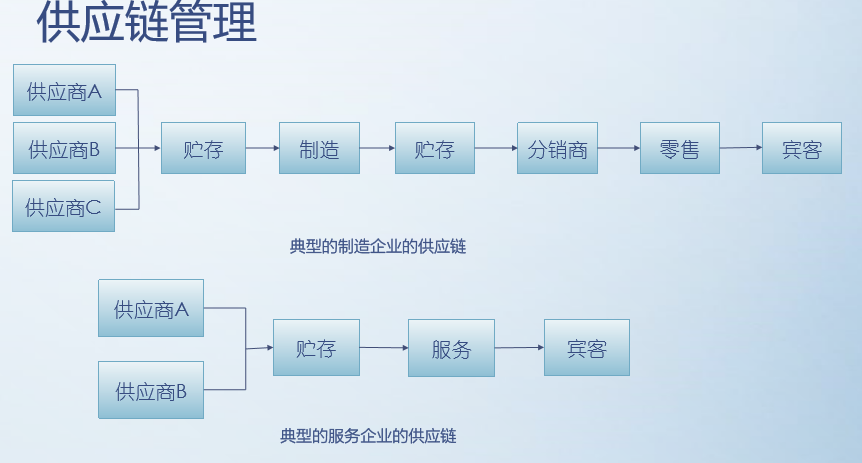 供应链管理
供应商A
供应商B
供应商C
贮存
制造
贮存
分销商
零售
宾客
典型的制造企业的供应链
供应商A
供应商B
贮存
服务
宾客
典型的服务企业的供应链